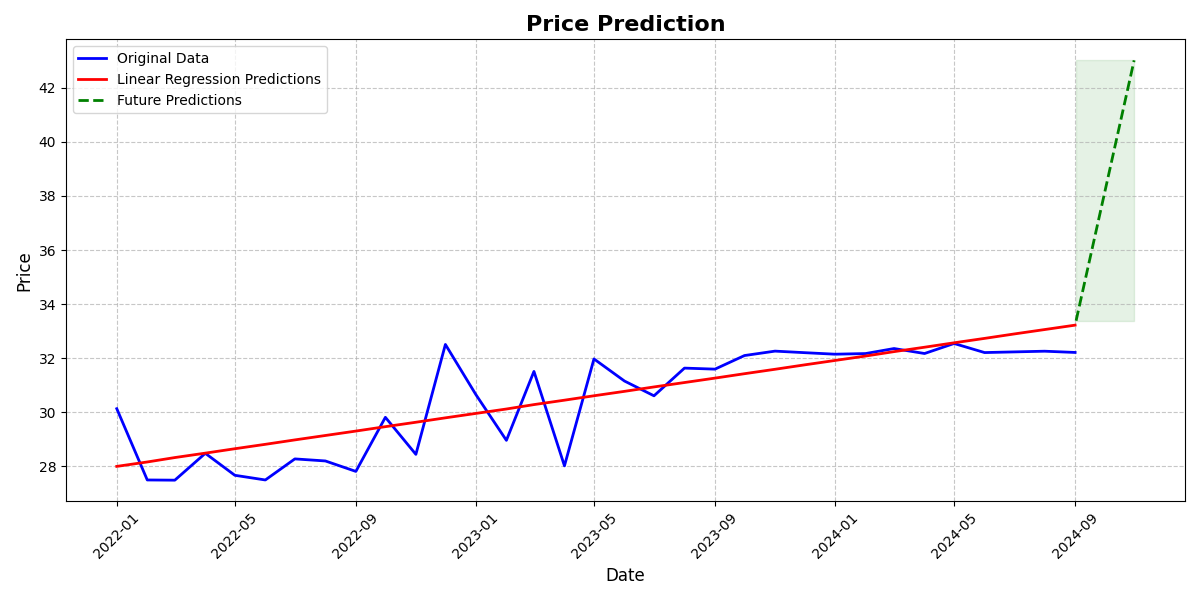 Price Prediction
Original Data
Linear Regression Predictions
Future Predictions
42
40
38
36
34
32
30
28
Price
2022-01
2022-05
2022-09
2023-01
2023-05
2023-09
2024-01
2024-05
2024-09
Date